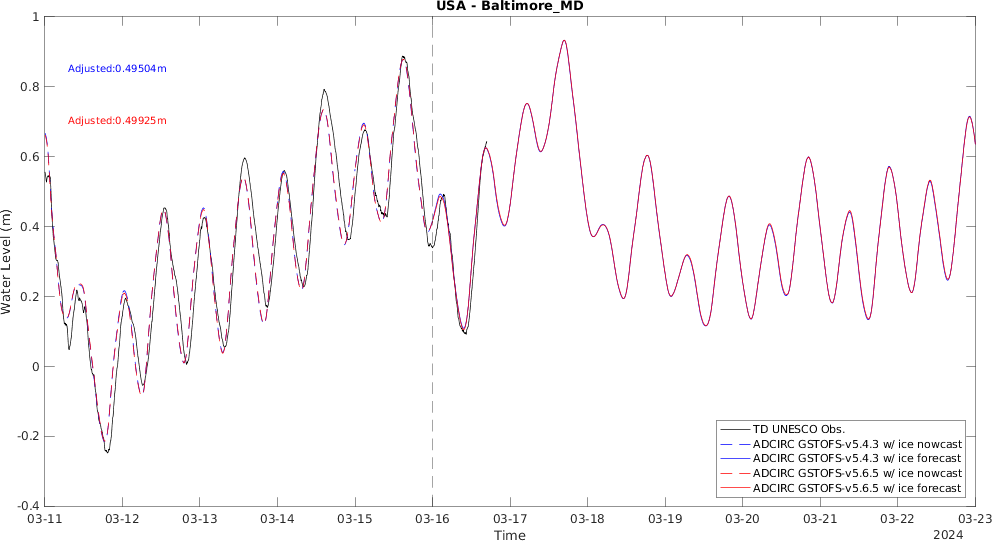 USA - Baltimore_MD
1
0.8
0.6
0.4
0.2
0
-0.2
-0.4
Water Level (m)
Adjusted:0.49504m
Adjusted:0.49925m
TD UNESCO Obs.
ADCIRC GSTOFS-v5.4.3 w/ ice nowcast
ADCIRC GSTOFS-v5.4.3 w/ ice forecast
ADCIRC GSTOFS-v5.6.5 w/ ice nowcast
ADCIRC GSTOFS-v5.6.5 w/ ice forecast
03-11 03-12 03-13 03-14 03-15 03-16 03-17 03-18 03-19 03-20 03-21 03-22 03-23
Time
2024